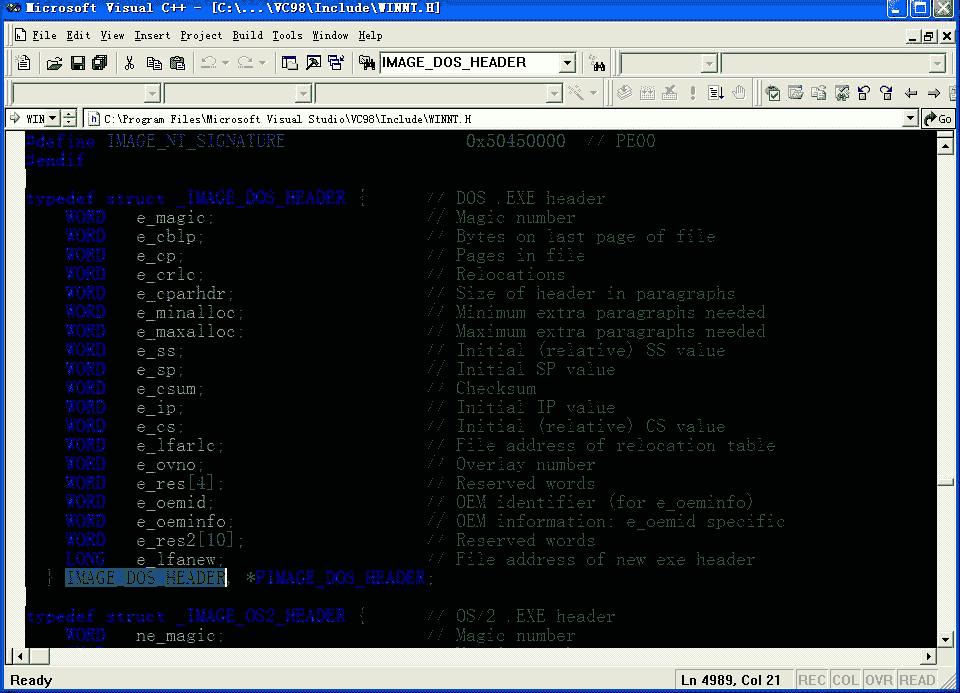 Microsoft Visual C++ - [C:\...\VC98\Include\WINNT.H]
File Edit View Insert Project Build Tools Window Help
IMAGE_DOS_HEADER
WIN C:\Program Files\Microsoft Visual Studio\VC98\Include\WINNT.H Go
#define IMAGE_NT_SIGNATURE 0x50450000 // PE00
#endif
typedef struct _IMAGE_DOS_HEADER { // DOS .EXE header
WORD e_magic; // Magic number
WORD e_cblp; // Bytes on last page of file
WORD e_cp; // Pages in file
WORD e_crlc; // Relocations
WORD e_cparhdr; // Size of header in paragraphs
WORD e_minalloc; // Minimum extra paragraphs needed
WORD e_maxalloc; // Maximum extra paragraphs needed
WORD e_ss; // Initial (relative) SS value
WORD e_sp; // Initial SP value
WORD e_csum; // Checksum
WORD e_ip; // Initial IP value
WORD e_cs; // Initial (relative) CS value
WORD e_lfarlc; // File address of relocation table
WORD e_ovno; // Overlay number
WORD e_res[4]; // Reserved words
WORD e_oemid; // OEM identifier (for e_oeminfo)
WORD e_oeminfo; // OEM information; e_oemid specific
WORD e_res2[10]; // Reserved words
LONG e_lfanew; // File address of new exe header
} IMAGE_DOS_HEADER, *PIMAGE_DOS_HEADER;
typedef struct _IMAGE_OS2_HEADER { // OS/2 .EXE header
WORD ne_magic; // Magic number
Ready Ln 4989, Col 21 REC COL OVR READ